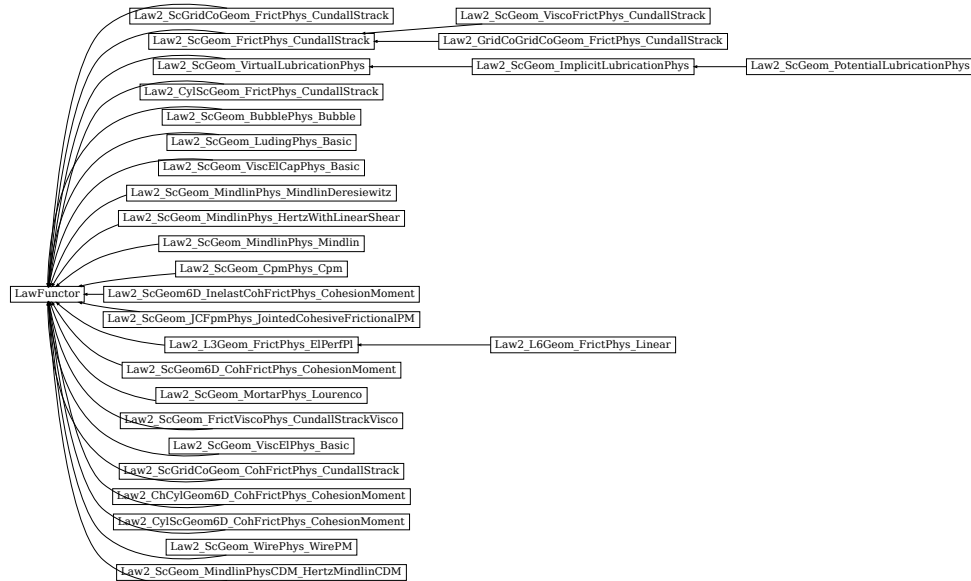 Law2_ScGridCoGeom_FrictPhys_CundallStrack
Law2_ScGeom_ViscoFrictPhys_CundallStrack
Law2_ScGeom_FrictPhys_CundallStrack
Law2_GridCoGridCoGeom_FrictPhys_CundallStrack
Law2_ScGeom_VirtualLubricationPhys
Law2_ScGeom_ImplicitLubricationPhys
Law2_ScGeom_PotentialLubricationPhys
Law2_CylScGeom_FrictPhys_CundallStrack
Law2_ScGeom_BubblePhys_Bubble
Law2_ScGeom_LudingPhys_Basic
Law2_ScGeom_ViscElCapPhys_Basic
Law2_ScGeom_MindlinPhys_MindlinDeresiewitz
Law2_ScGeom_MindlinPhys_HertzWithLinearShear
Law2_ScGeom_MindlinPhys_Mindlin
Law2_ScGeom_CpmPhys_Cpm
LawFunctor
Law2_ScGeom6D_InelastCohFrictPhys_CohesionMoment
Law2_ScGeom_JCFpmPhys_JointedCohesiveFrictionalPM
Law2_L3Geom_FrictPhys_ElPerfPl
Law2_L6Geom_FrictPhys_Linear
Law2_ScGeom6D_CohFrictPhys_CohesionMoment
Law2_ScGeom_MortarPhys_Lourenco
Law2_ScGeom_FrictViscoPhys_CundallStrackVisco
Law2_ScGeom_ViscElPhys_Basic
Law2_ScGridCoGeom_CohFrictPhys_CundallStrack
Law2_ChCylGeom6D_CohFrictPhys_CohesionMoment
Law2_CylScGeom6D_CohFrictPhys_CohesionMoment
Law2_ScGeom_WirePhys_WirePM
Law2_ScGeom_MindlinPhysCDM_HertzMindlinCDM